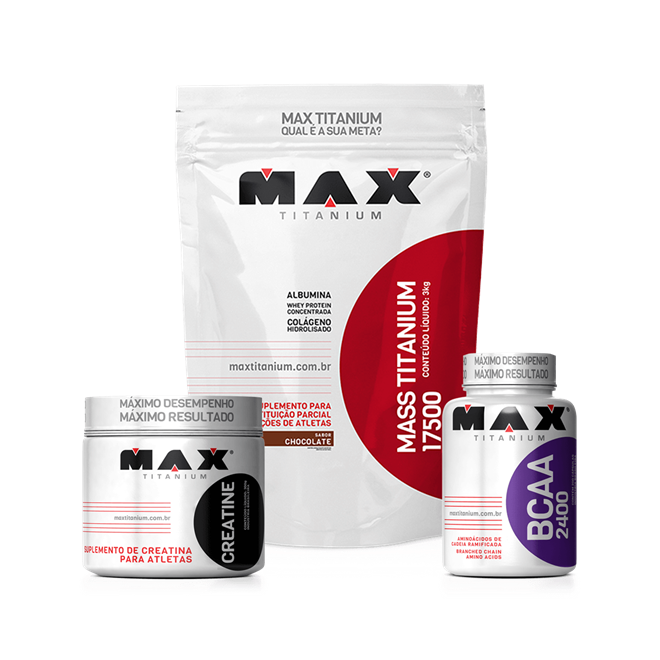 MAX TITANIUM
QUAL É A SUA META?
MAX®
TITANIUM
ALBUMINA
WHEY PROTEIN
CONCENTRADA
COLÁGENO
HIDROLISADO
maxtitanium.com.br
SUPLEMENTO PARA
TITUIÇÃO PARCIAL
ÇÕES DE ATLETAS
SABOR
CHOCOLATE
MASS TITANIUM
17500
CONTEÚDO LÍQUIDO: 3kg
MÁXIMO DESEMPENHO
MÁXIMO RESULTADO
MAX®
TITANIUM
maxtitanium.com.br
SUPLEMENTO DE CREATINA
PARA ATLETAS
CREATINE
MÁXIMO DESEMPENHO
MÁXIMO RESULTADO
MAX®
TITANIUM
maxtitanium.com.br
AMINOÁCIDOS DE
CADEIA RAMIFICADA
BRANCHED CHAIN
AMINO ACIDS
BCAA
2400